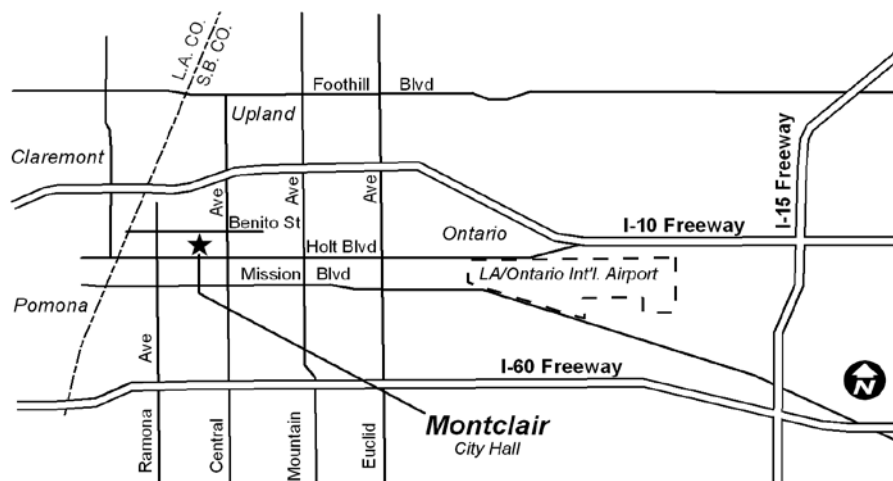 L.A. CO.
S.B. CO.
Foothill Blvd
Upland
Claremont
I-15 Freeway
Ave
Ave
Ave
Benito St
I-10 Freeway
Ontario
Holt Blvd
Mission Blvd
LA/Ontario Int'l. Airport
Pomona
Ave
I-60 Freeway
N
Montclair
City Hall
Ramona
Central
Mountain
Euclid